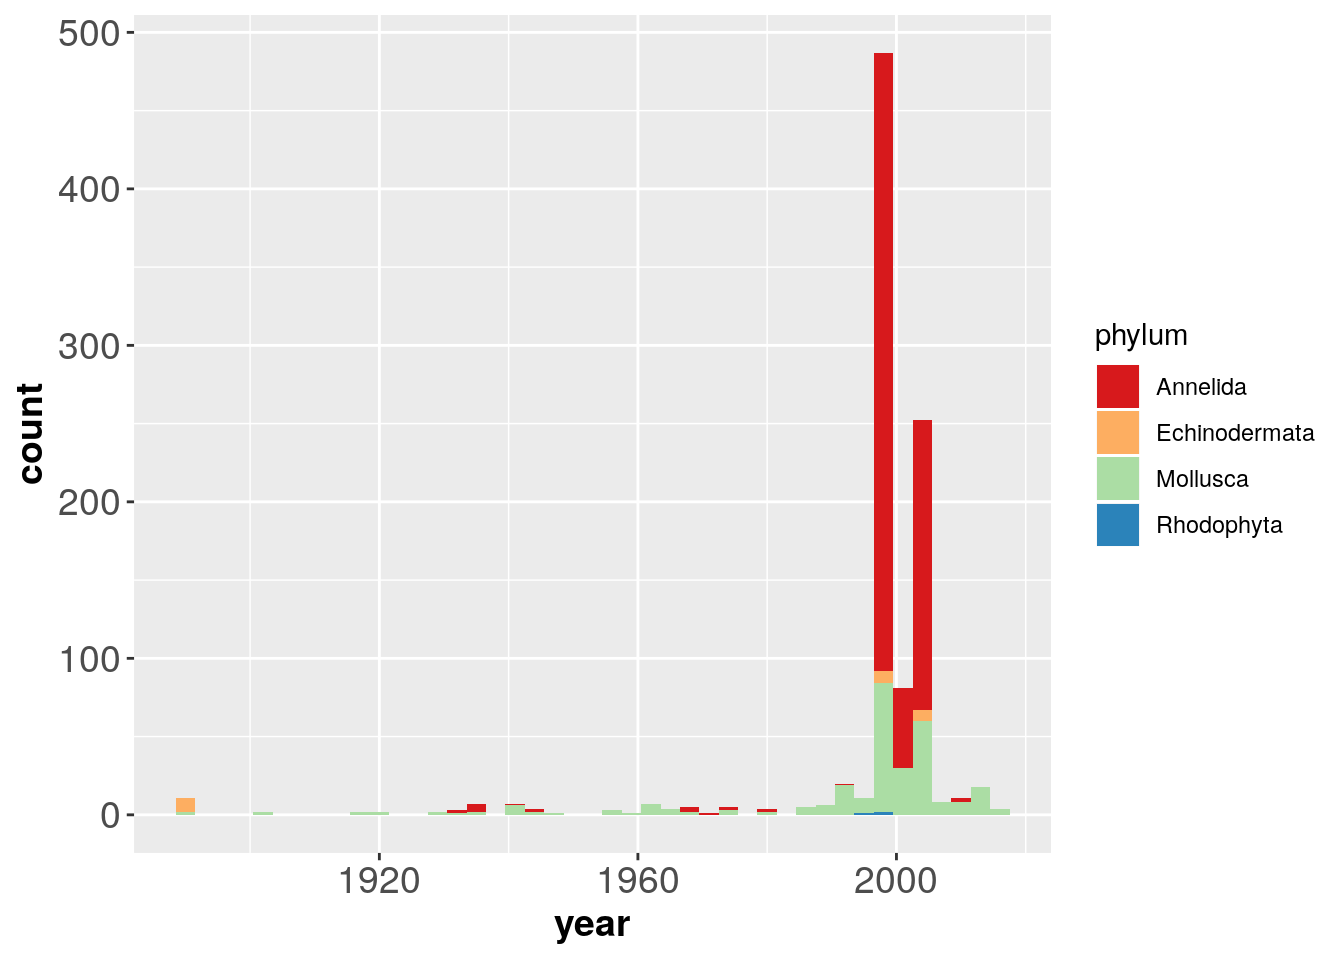 500
400
300
200
100
0
count
1920
1960
2000
year
phylum
Annelida
Echinodermata
Mollusca
Rhodophyta